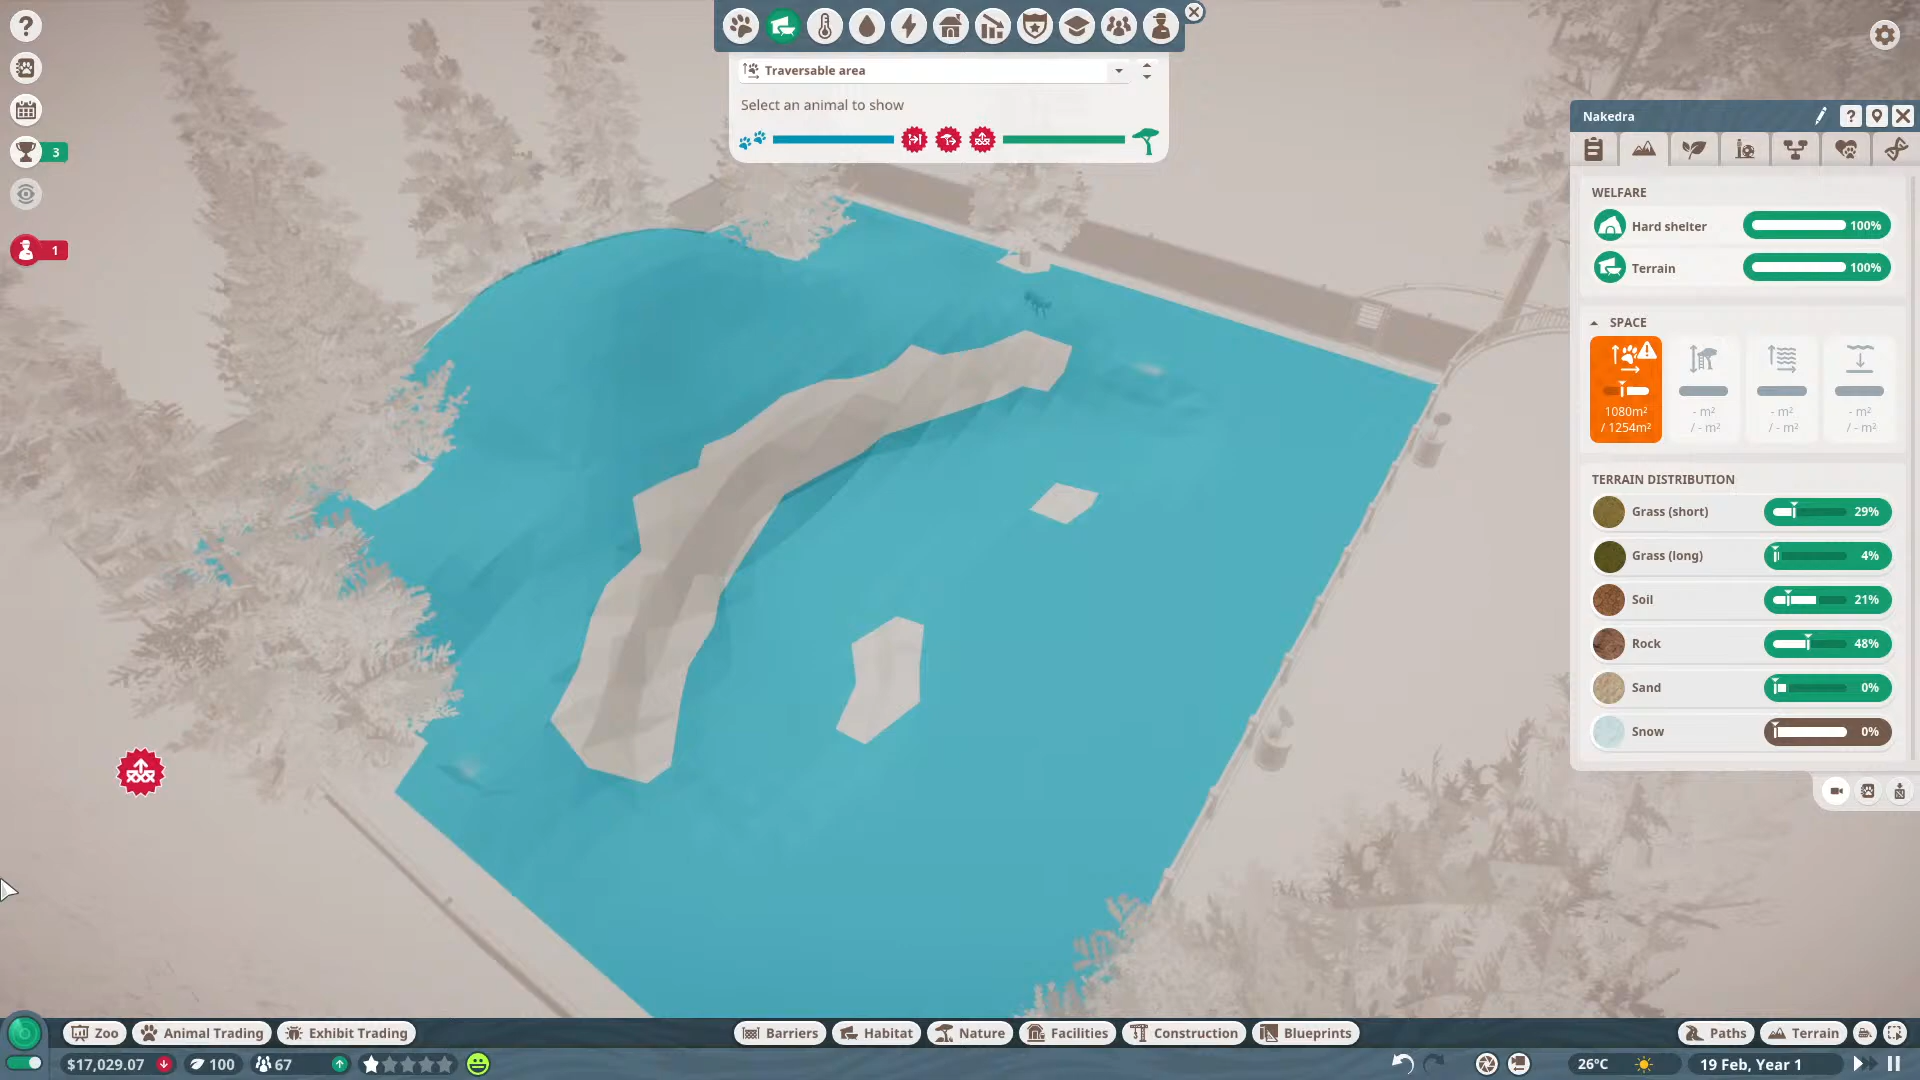 ?
Traversable area
Select an animal to show
3
1
Nakedra
?
WELFARE
Hard shelter
100%
Terrain
100%
SPACE
1080m²
/ 1254m²
- m²
/ - m²
- m²
/ - m²
- m²
/ - m²
TERRAIN DISTRIBUTION
Grass (short)
29%
Grass (long)
4%
Soil
21%
Rock
48%
Sand
0%
Snow
0%
Zoo
Animal Trading
Exhibit Trading
Barriers
Habitat
Nature
Facilities
Construction
Blueprints
Paths
Terrain
$17,029.07
100
67
26°C
19 Feb, Year 1